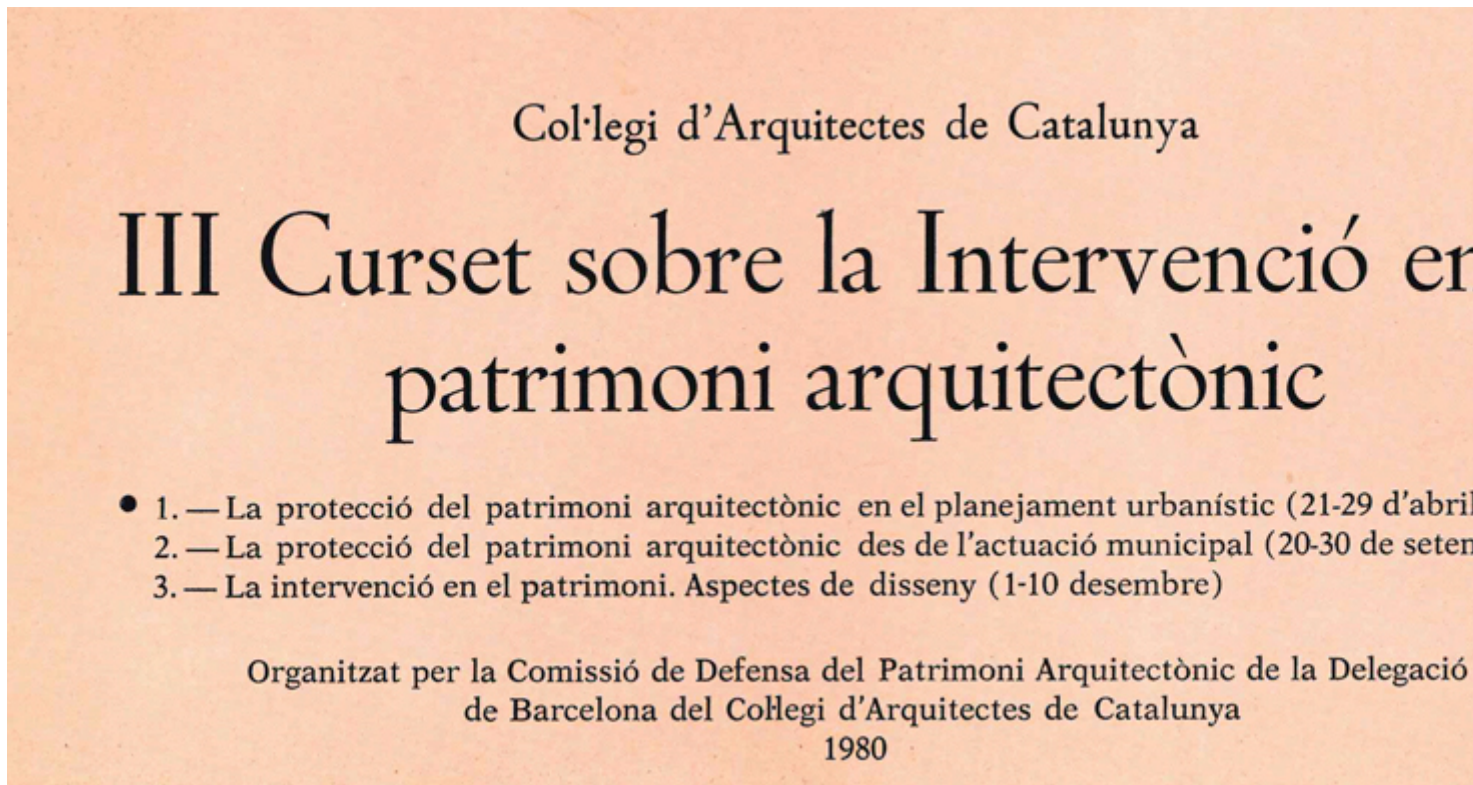 Col·legi d'Arquitectes de Catalunya
III Curset sobre la Intervenció en
patrimoni arquitectònic
● 1.—La protecció del patrimoni arquitectònic en el planejament urbanístic (21-29 d'abril
2.—La protecció del patrimoni arquitectònic des de l'actuació municipal (20-30 de
3.—La intervenció en el patrimoni. Aspectes de disseny (1-10 desembre)
Organitzat per la Comissió de Defensa del Patrimoni Arquitectònic de la Delegació
de Barcelona del Col·legi d'Arquitectes de Catalunya
1980